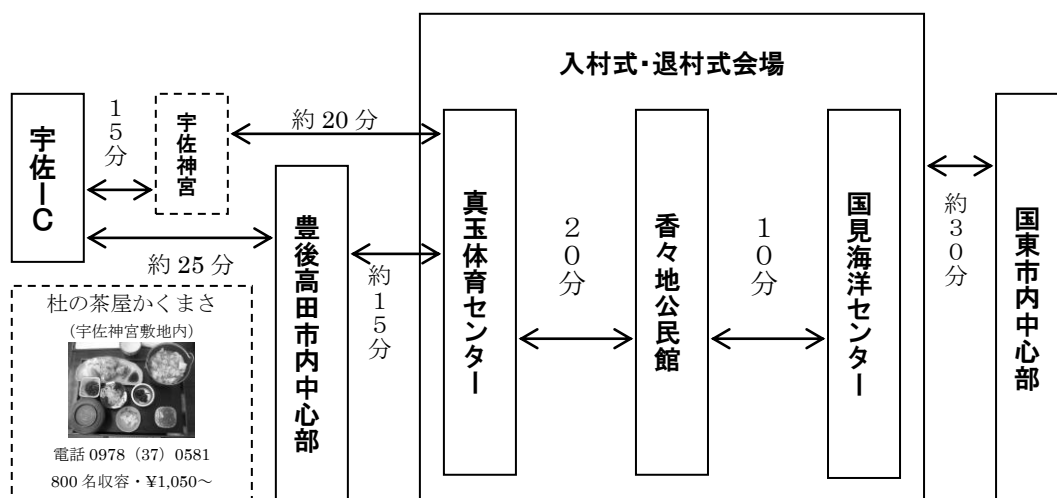 入村式・退村式会場
宇佐IC
15分
宇佐神宮
約20分
約25分
豊後高田市内中心部
約15分
真玉体育センター
20分
香々地公民館
10分
国見海洋センター
約30分
国東市内中心部
杜の茶屋かくまさ
(宇佐神宮敷地内)
電話 0978（37）0581
800 名収容・¥1,050～